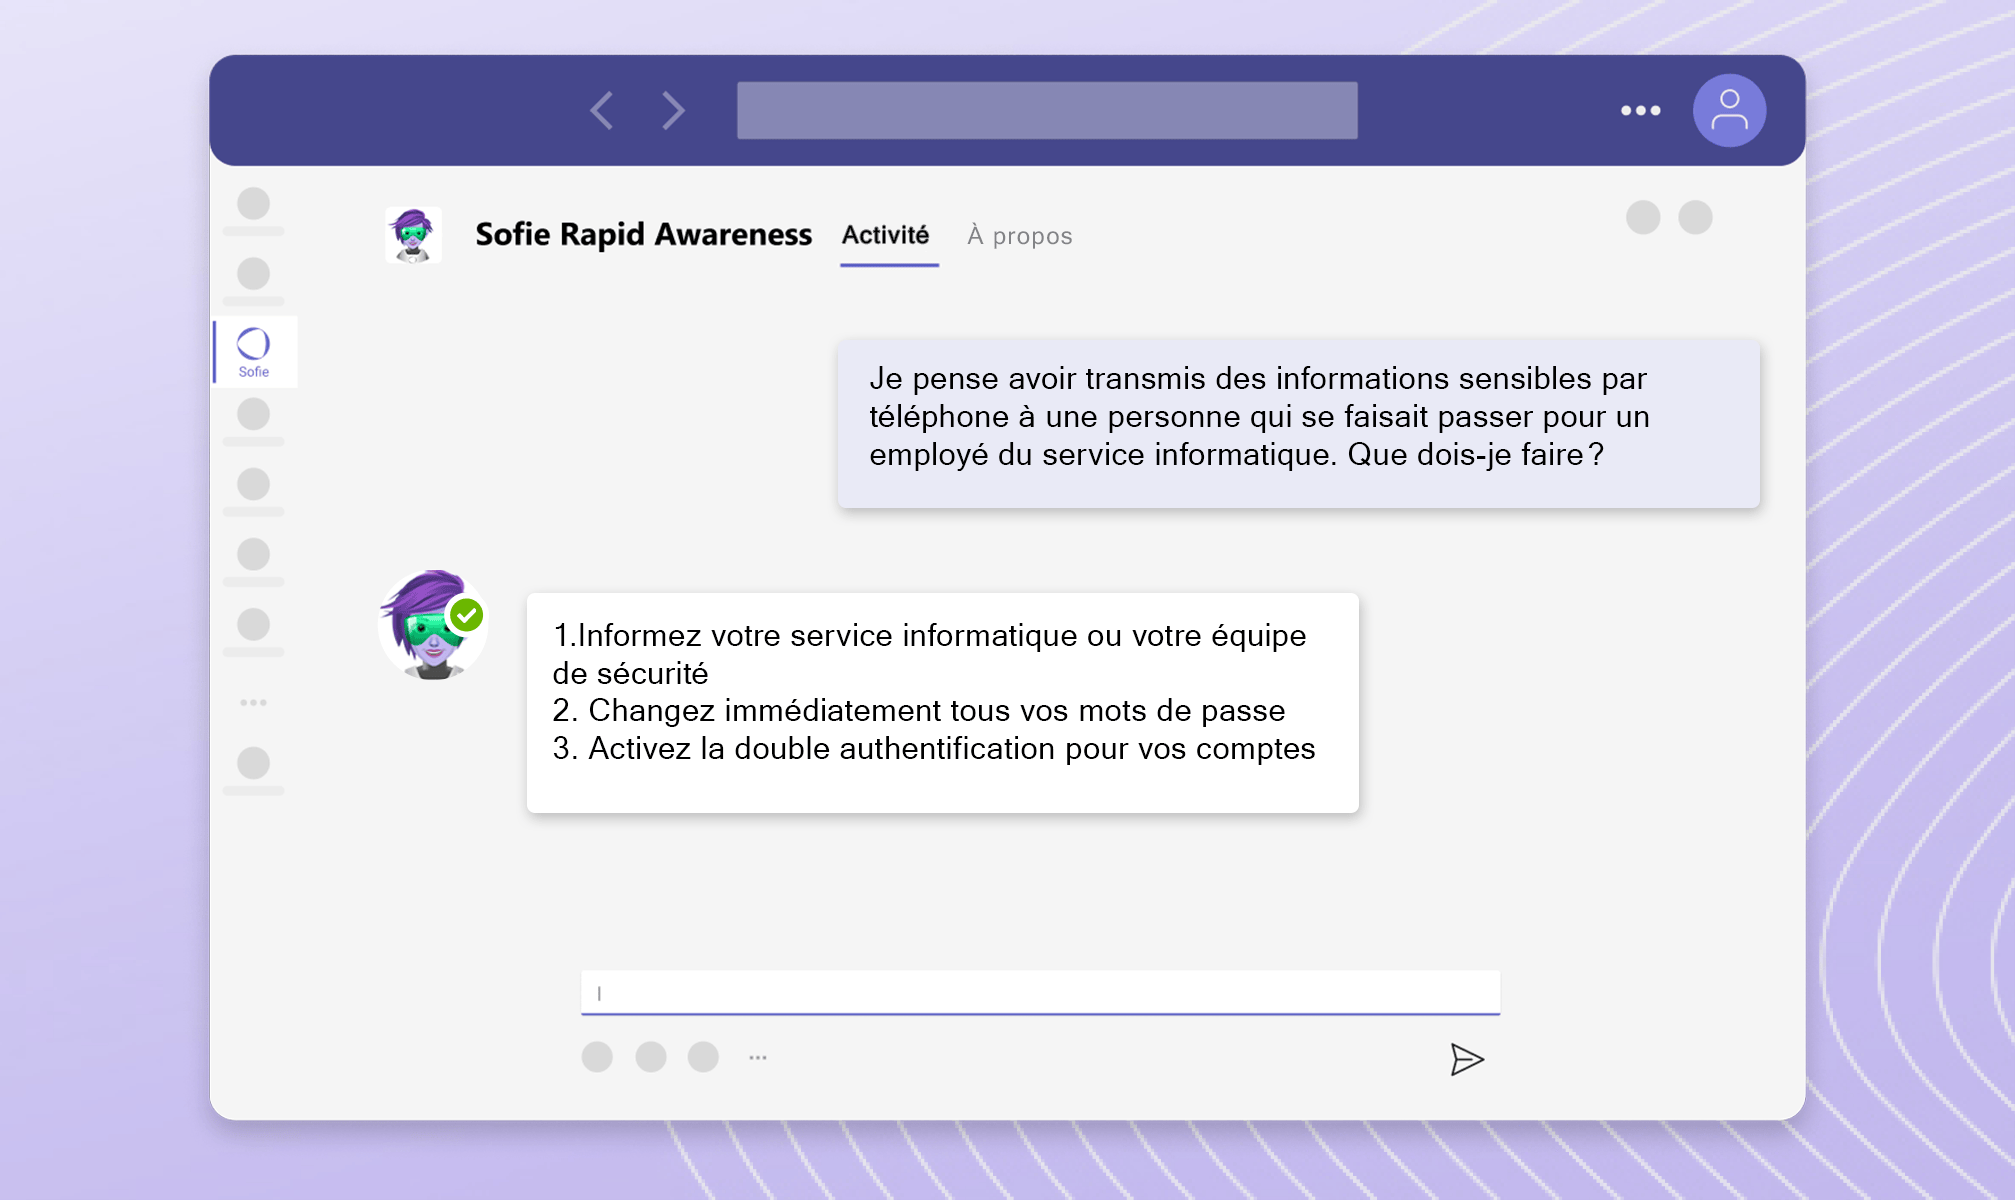 Sofie Rapid Awareness Activité À propos
Sofie
Je pense avoir transmis des informations sensibles par
téléphone à une personne qui se faisait passer pour un
employé du service informatique. Que dois-je faire ?
1.Informez votre service informatique ou votre équipe
de sécurité
2. Changez immédiatement tous vos mots de passe
3. Activez la double authentification pour vos comptes